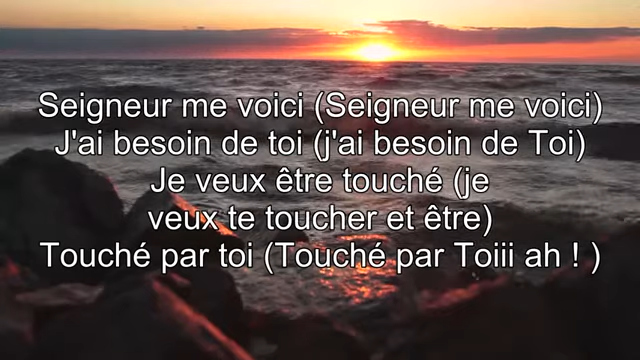 Seigneur me voici (Seigneur me voici)
J'ai besoin de toi (j'ai besoin de Toi)
Je veux être touché (je
veux te toucher et être)
Touché par toi (Touché par Toiii ah ! )